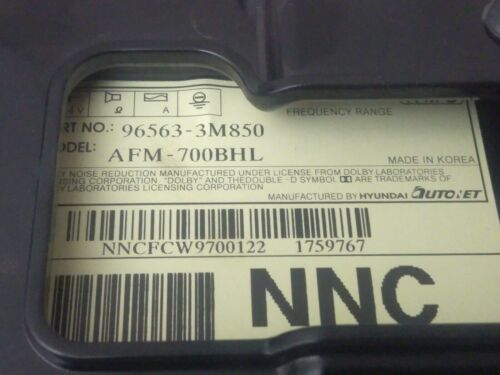 4V Ω A
FREQUENCY RANGE
RT NO.: 96563-3M850
ODEL: AFM-700BHL
MADE IN KOREA
Y NOISE REDUCTION MANUFACTURED UNDER LICENSE FROM DOLBY LABORATORIES
ENSING CORPORATION. "DOLBY" AND THEDOUBLE-D SYMBOL ARE TRADEMARKS OF
Y LABORATORIES LICENSING CORPORATION.
MANUFACTURED BY HYUNDAI AUTONET
NNCFCW9700122 1759767
NNC